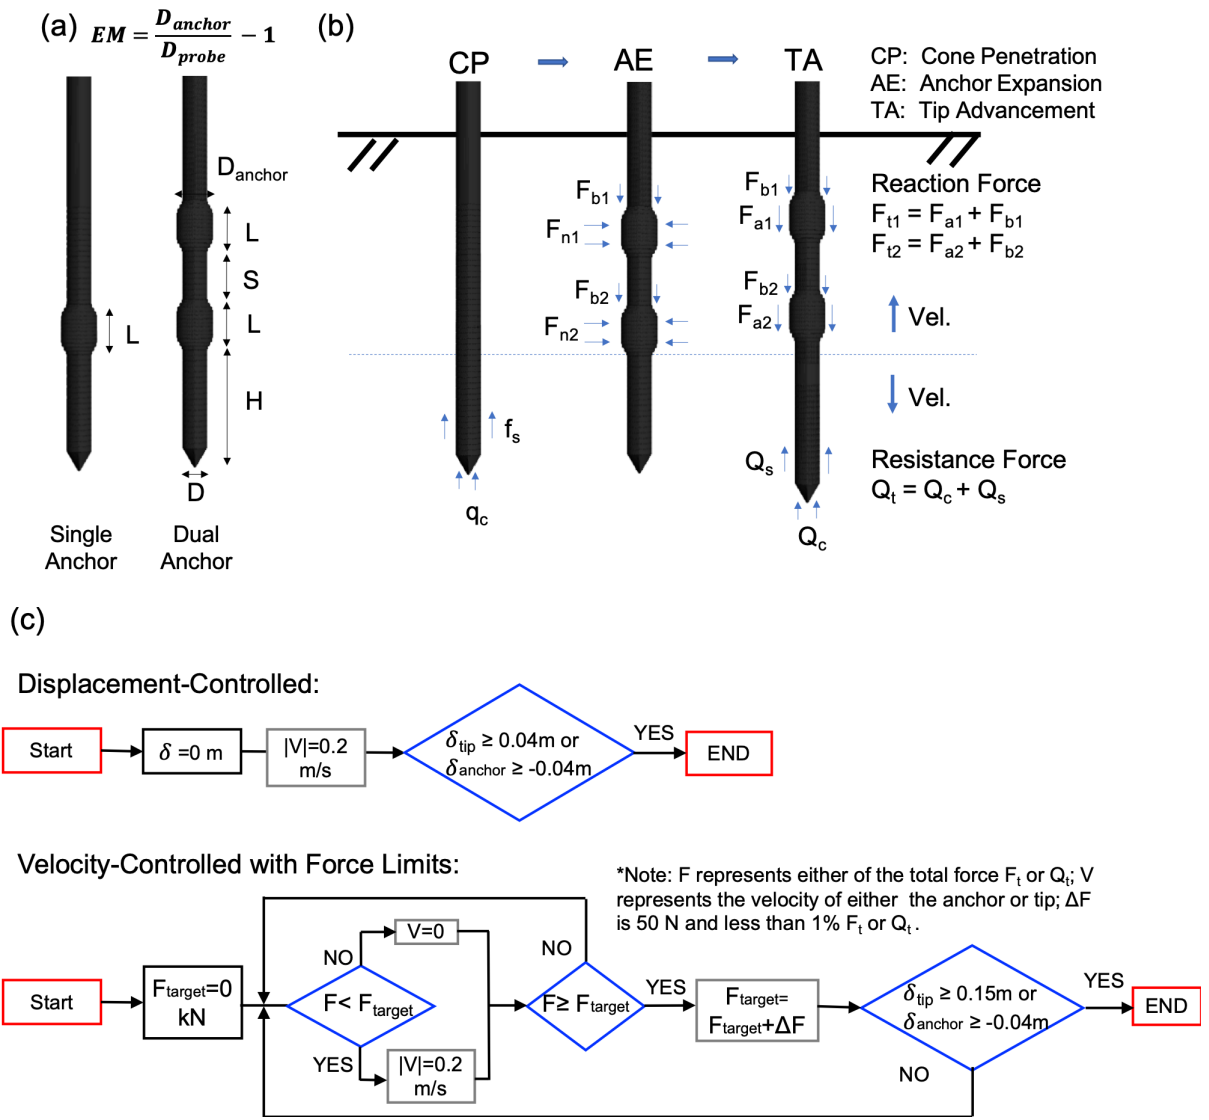 (a)
EM = D_anchor / D_probe − 1
D_anchor
L
S
L
L
H
D
Single
Anchor
Dual
Anchor
(b)
CP
AE
TA
CP: Cone Penetration
AE: Anchor Expansion
TA: Tip Advancement
F_b1
F_n1
F_b2
F_n2
f_s
q_c
F_b1
F_a1
F_b2
F_a2
Q_s
Q_c
Reaction Force
F_t1 = F_a1 + F_b1
F_t2 = F_a2 + F_b2
Vel.
Vel.
Resistance Force
Q_t = Q_c + Q_s
(c)
Displacement-Controlled:
Start
δ =0 m
|V|=0.2
m/s
δ_tip ≥ 0.04m or
δ_anchor ≥ -0.04m
YES
END
Velocity-Controlled with Force Limits:
*Note: F represents either of the total force F_t or Q_t; V
represents the velocity of either the anchor or tip; ΔF
is 50 N and less than 1% F_t or Q_t .
Start
F_target=0
kN
F< F_target
NO
V=0
YES
|V|=0.2
m/s
F≥ F_target
NO
YES
F_target=
F_target+ΔF
δ_tip ≥ 0.15m or
δ_anchor ≥ -0.04m
YES
END
NO